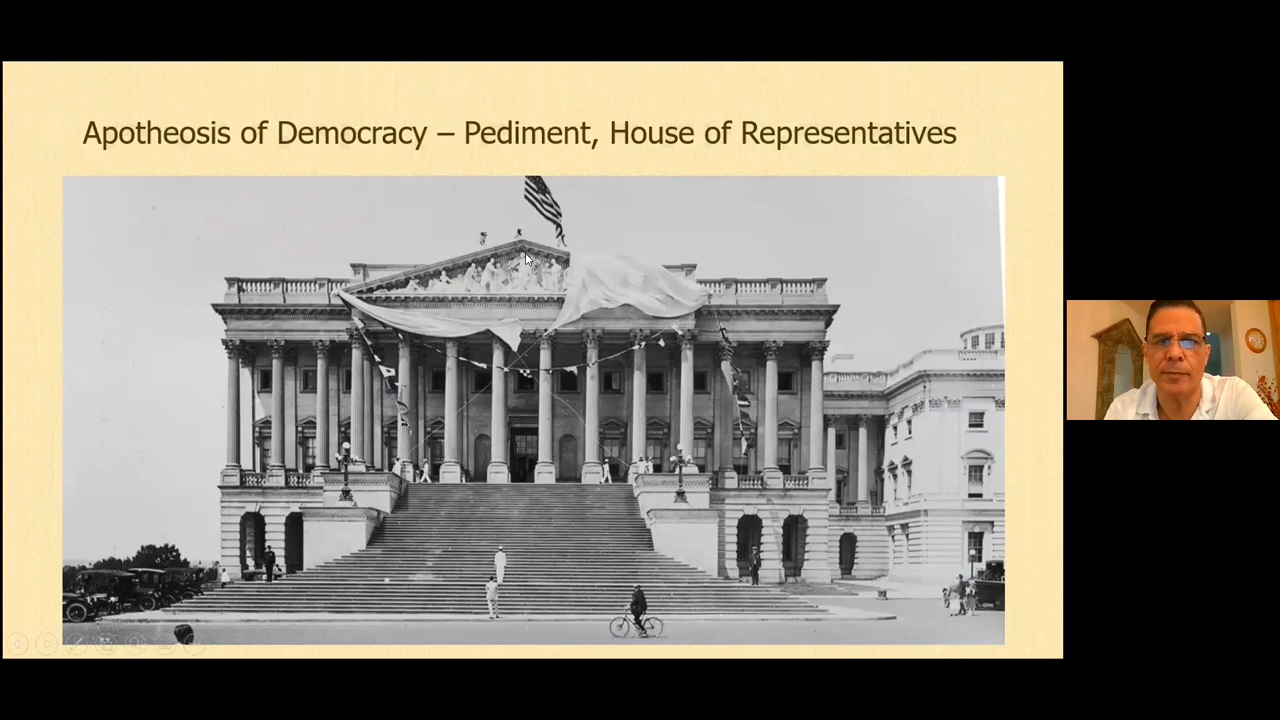 Apotheosis of Democracy – Pediment, House of Representatives